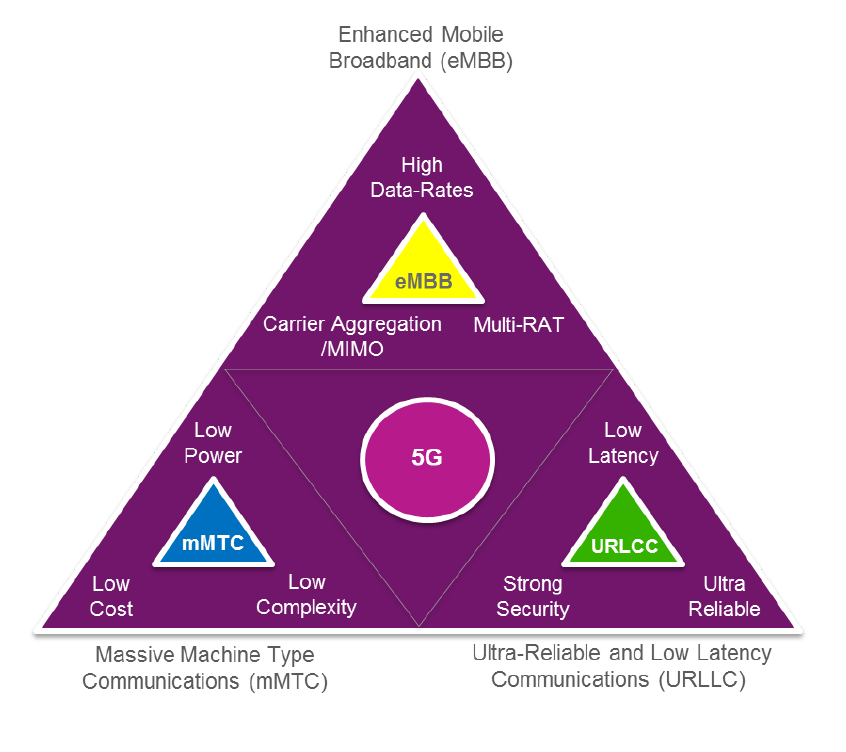 Enhanced Mobile
Broadband (eMBB)
High
Data-Rates
eMBB
Carrier Aggregation
/MIMO
Multi-RAT
5G
Low
Power
mMTC
Low
Cost
Low
Complexity
Low
Latency
URLCC
Strong
Security
Ultra
Reliable
Massive Machine Type
Communications (mMTC)
Ultra-Reliable and Low Latency
Communications (URLLC)